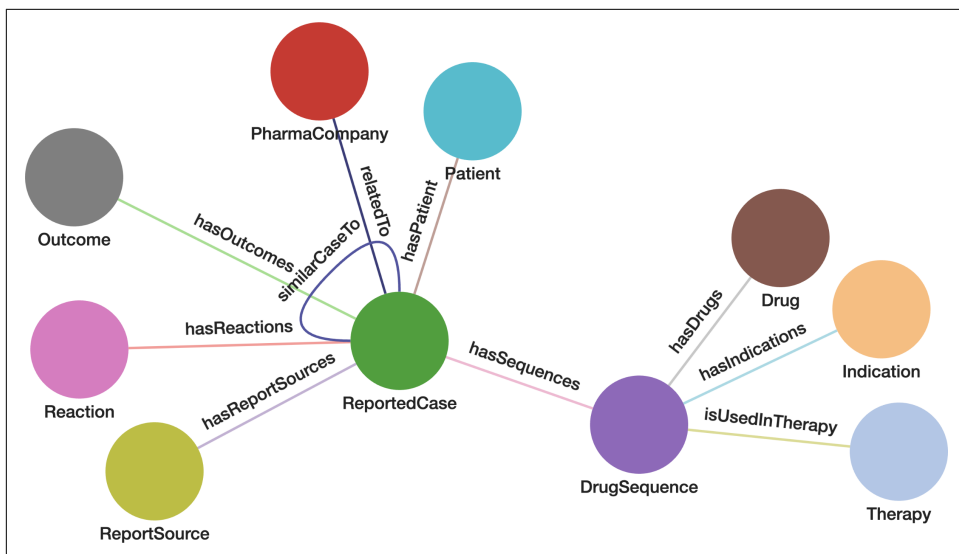 PharmaCompany
Patient
relatedTo
hasPatient
similarCaseTo
Outcome
hasOutcomes
Drug
hasDrugs
hasIndications
Indication
hasReactions
Reaction
hasSequences
ReportedCase
hasReportSources
isUsedInTherapy
DrugSequence
Therapy
ReportSource